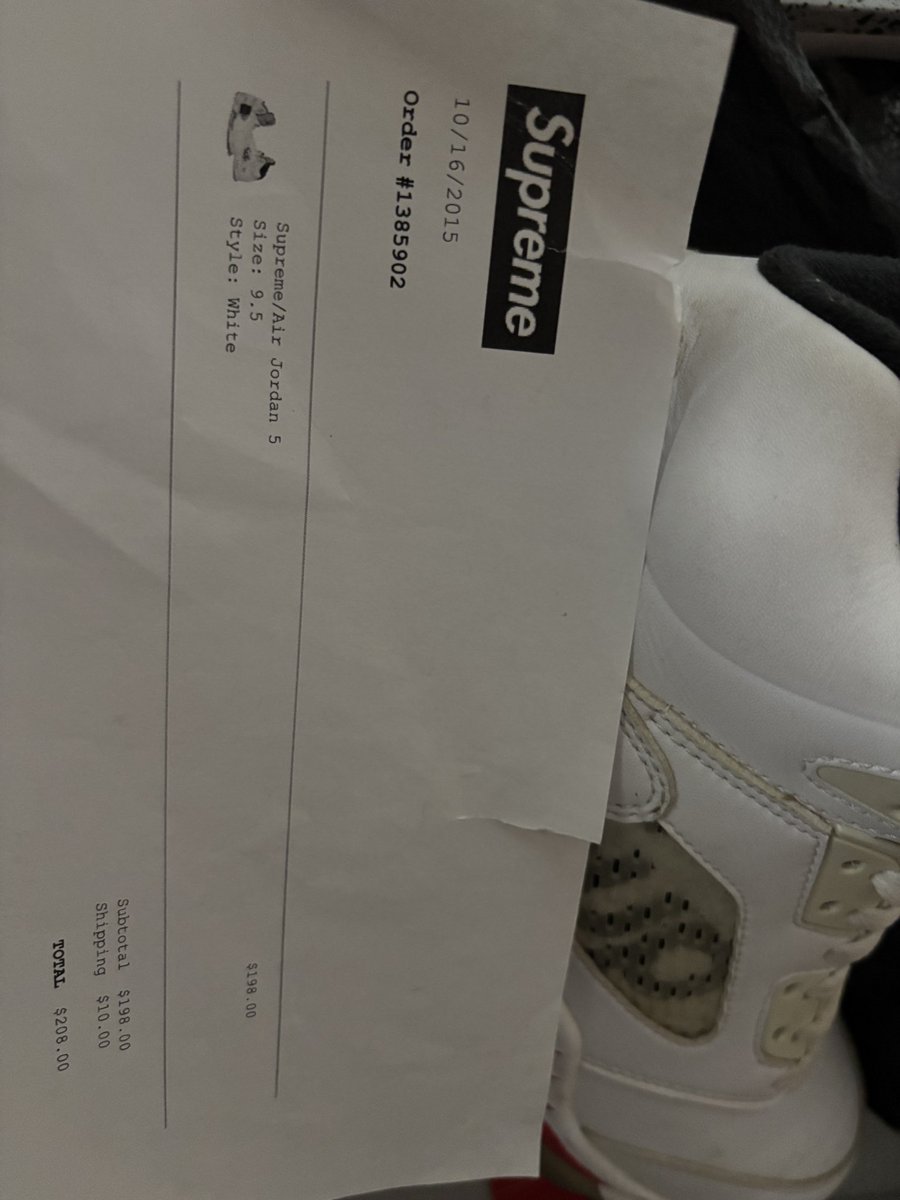 Supreme
10/16/2015
Order #1385902
Supreme/Air Jordan 5
Size: 9.5
Style: White
$198.00
Subtotal $198.00
Shipping $10.00
TOTAL $208.00